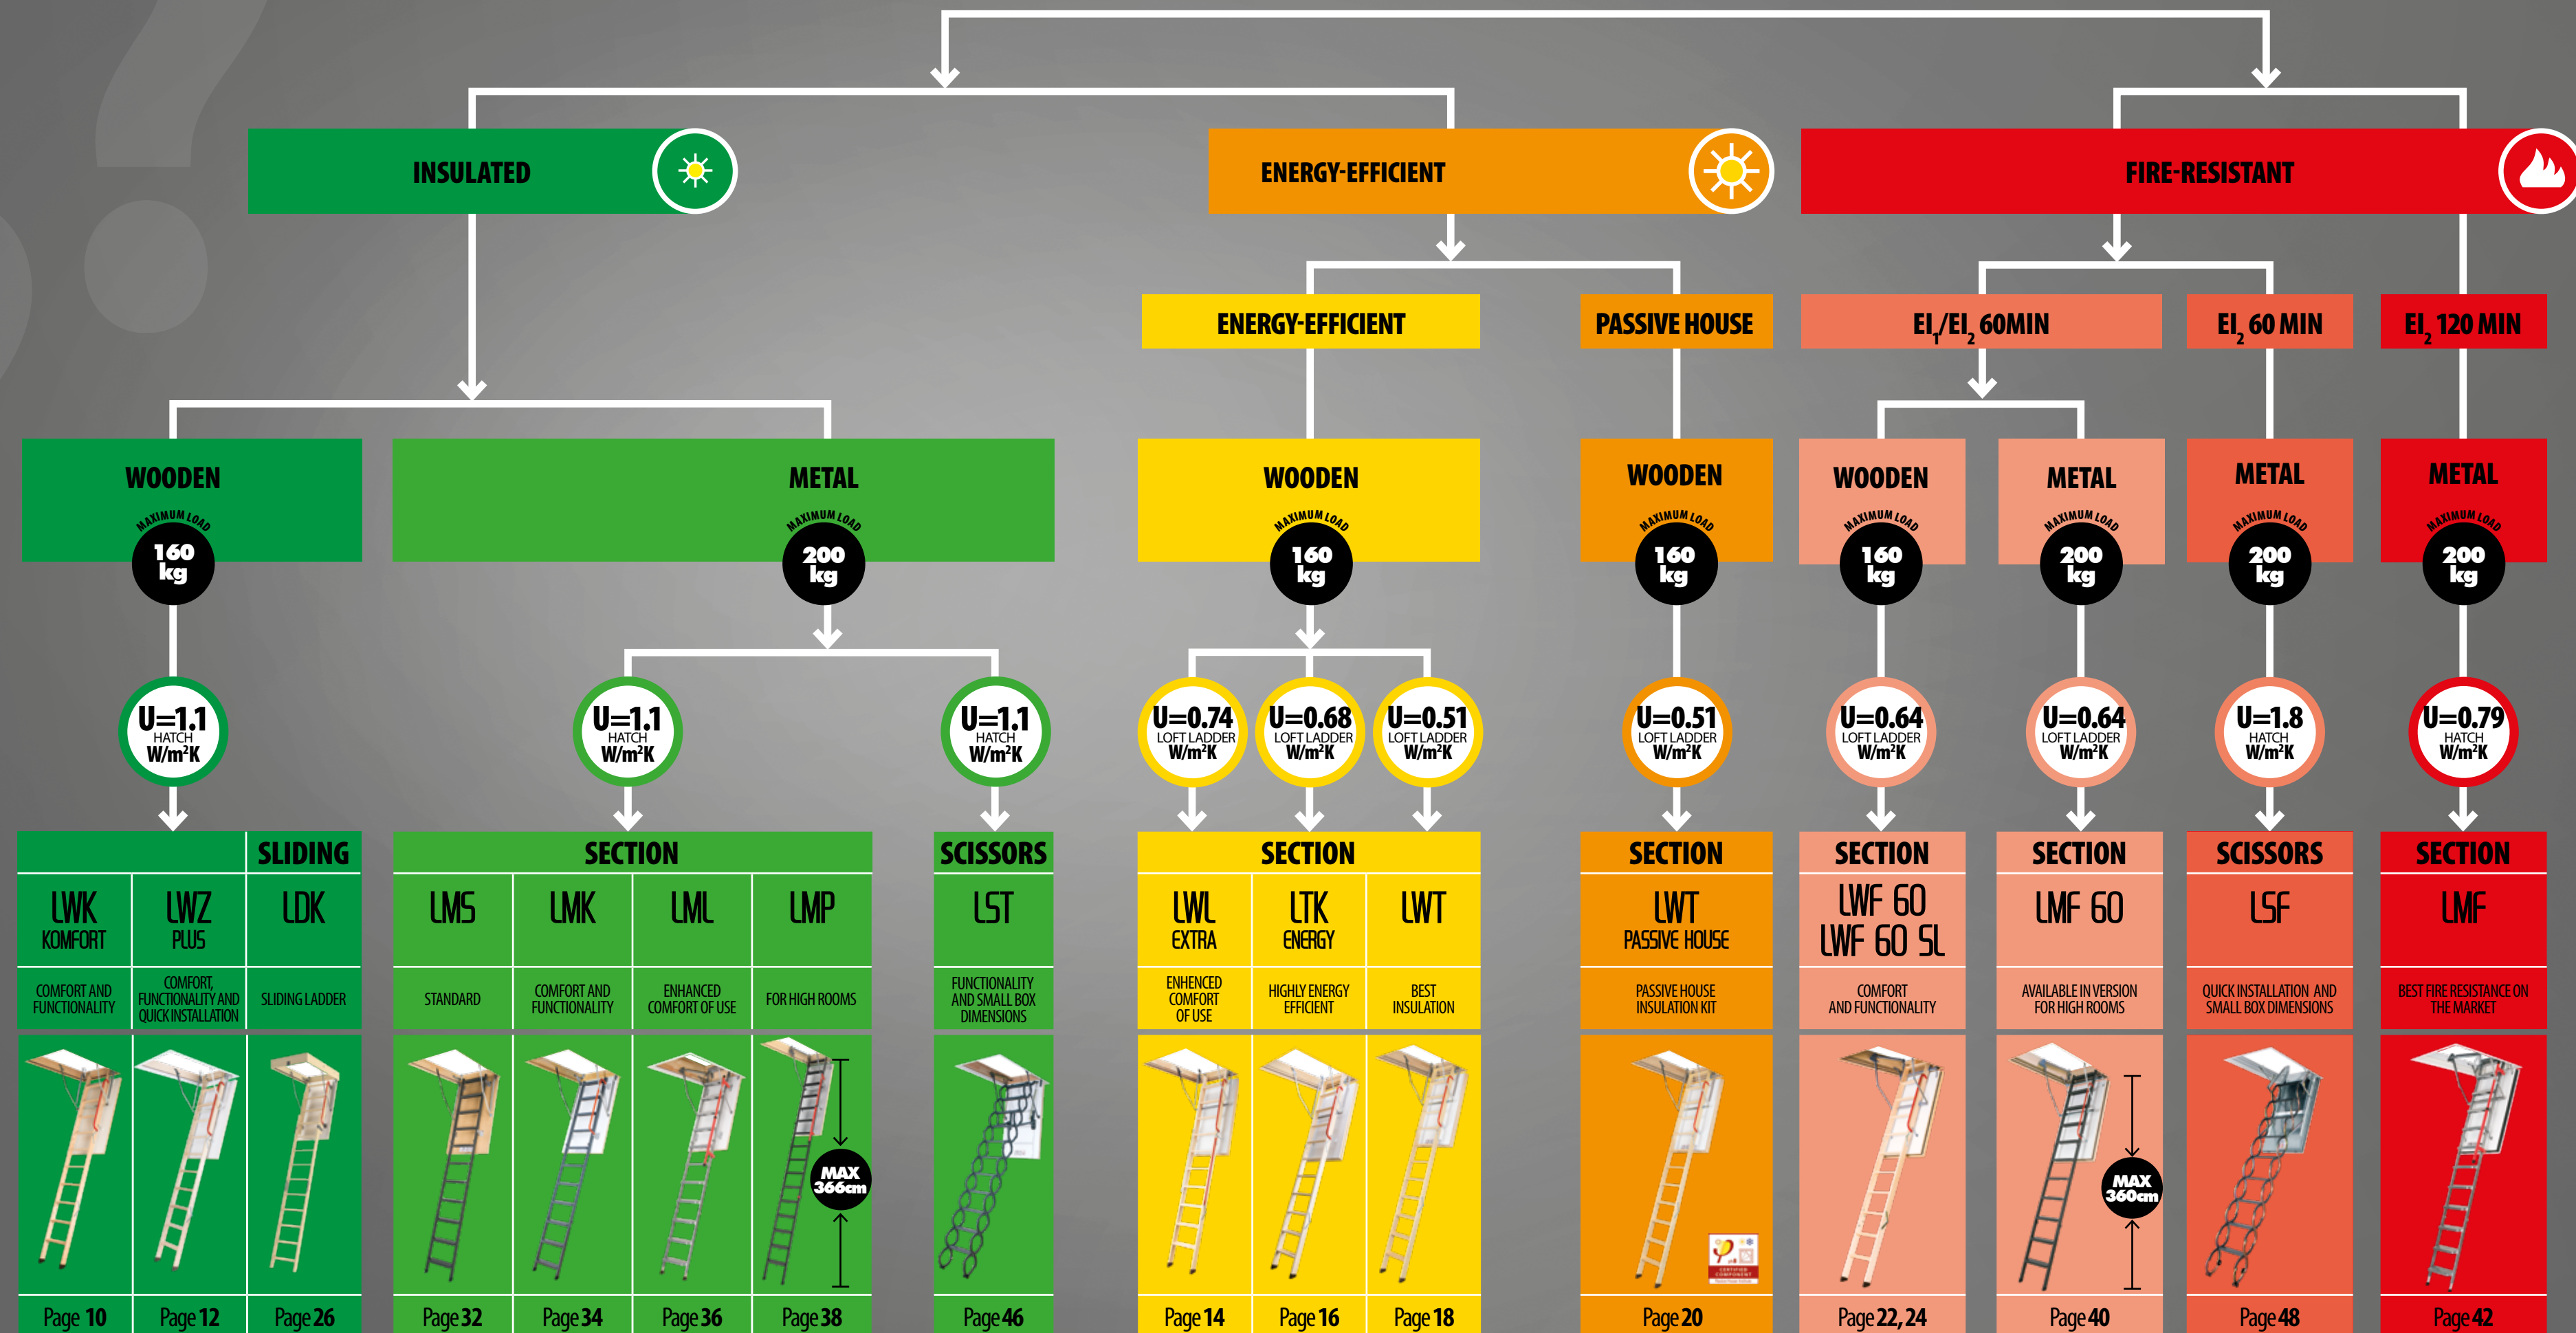 INSULATED
ENERGY-EFFICIENT
FIRE-RESISTANT
ENERGY-EFFICIENT
PASSIVE HOUSE
EI₁/EI₂ 60MIN
EI₂ 60 MIN
EI₂ 120 MIN
WOODEN
MAXIMUM LOAD
160
kg
METAL
MAXIMUM LOAD
200
kg
WOODEN
MAXIMUM LOAD
160
kg
WOODEN
MAXIMUM LOAD
160
kg
WOODEN
MAXIMUM LOAD
160
kg
METAL
MAXIMUM LOAD
200
kg
METAL
MAXIMUM LOAD
200
kg
METAL
MAXIMUM LOAD
200
kg
U=1.1
HATCH
W/m²K
U=1.1
HATCH
W/m²K
U=1.1
HATCH
W/m²K
U=0.74
LOFT LADDER
W/m²K
U=0.68
LOFT LADDER
W/m²K
U=0.51
LOFT LADDER
W/m²K
U=0.51
LOFT LADDER
W/m²K
U=0.64
LOFT LADDER
W/m²K
U=0.64
LOFT LADDER
W/m²K
U=1.8
HATCH
W/m²K
U=0.79
HATCH
W/m²K
SLIDING
SECTION
SCISSORS
SECTION
SECTION
SECTION
SECTION
SCISSORS
SECTION
LWK
KOMFORT
LWZ
PLUS
LDK
LMS
LMK
LML
LMP
LST
LWL
EXTRA
LTK
ENERGY
LWT
LWT
PASSIVE HOUSE
LWF 60
LWF 60 SL
LMF 60
LSF
LMF
COMFORT AND
FUNCTIONALITY
COMFORT,
FUNCTIONALITY AND
QUICK INSTALLATION
SLIDING LADDER
STANDARD
COMFORT AND
FUNCTIONALITY
ENHANCED
COMFORT OF USE
FOR HIGH ROOMS
FUNCTIONALITY
AND SMALL BOX
DIMENSIONS
ENHENCED
COMFORT
OF USE
HIGHLY ENERGY
EFFICIENT
BEST
INSULATION
PASSIVE HOUSE
INSULATION KIT
COMFORT
AND FUNCTIONALITY
AVAILABLE IN VERSION
FOR HIGH ROOMS
QUICK INSTALLATION AND
SMALL BOX DIMENSIONS
BEST FIRE RESISTANCE ON
THE MARKET
MAX
366cm
MAX
360cm
CERTIFIED
COMPONENT
Page 10
Page 12
Page 26
Page 32
Page 34
Page 36
Page 38
Page 46
Page 14
Page 16
Page 18
Page 20
Page 22, 24
Page 40
Page 48
Page 42